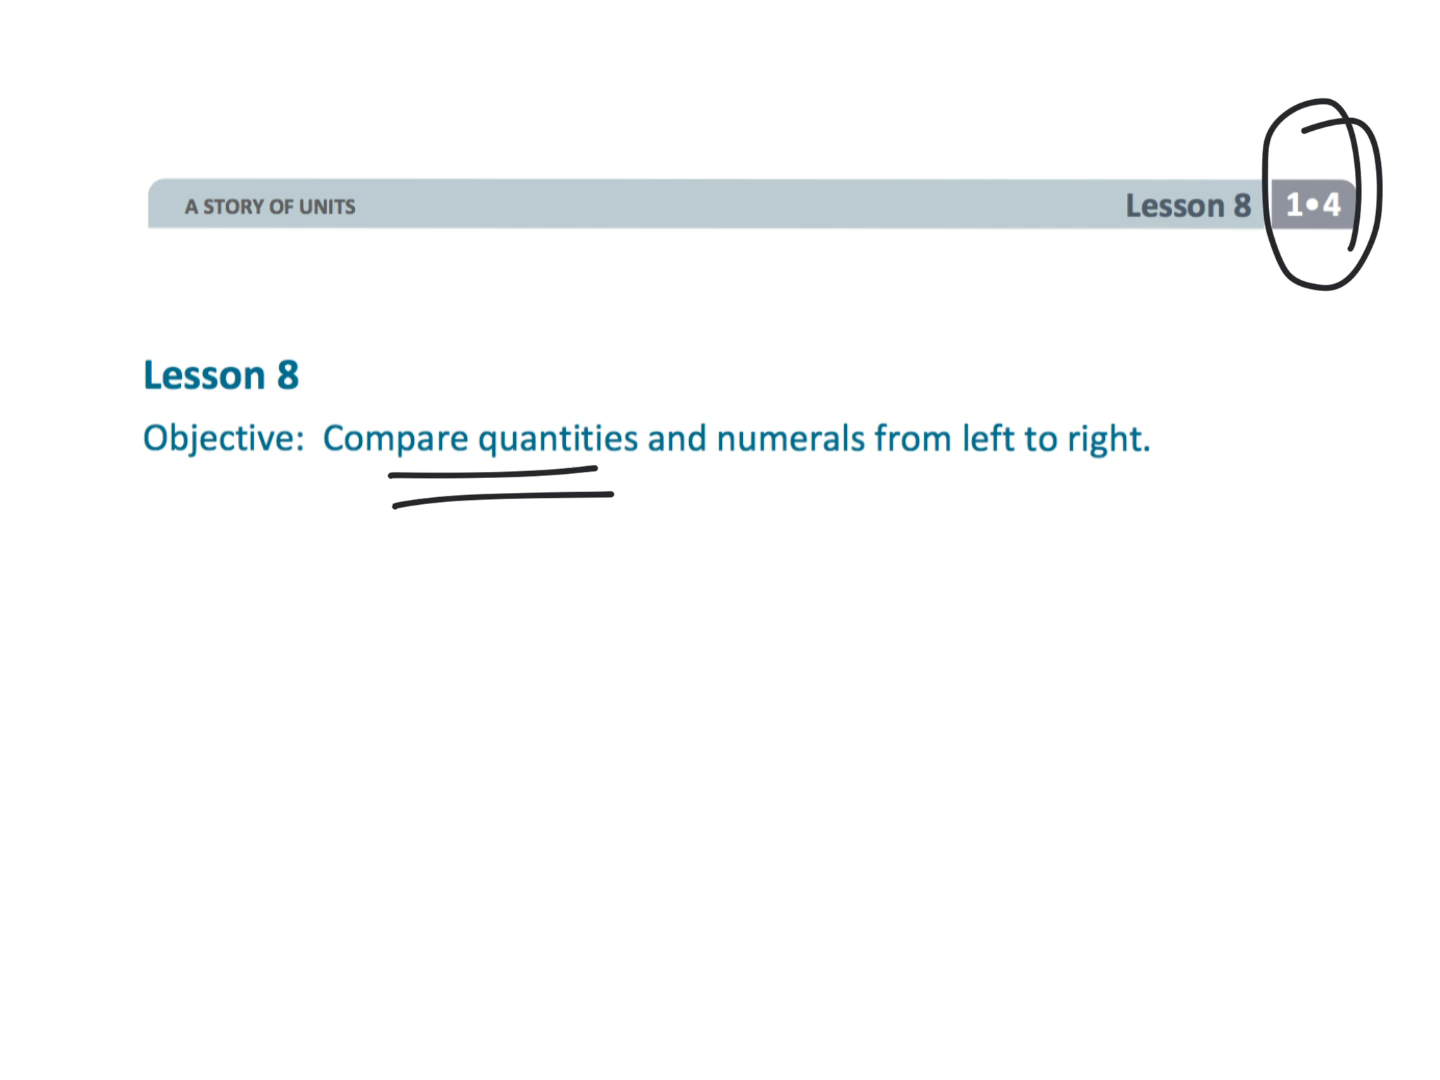 A STORY OF UNITS Lesson 8 1•4
Lesson 8
Objective: Compare quantities and numerals from left to right.